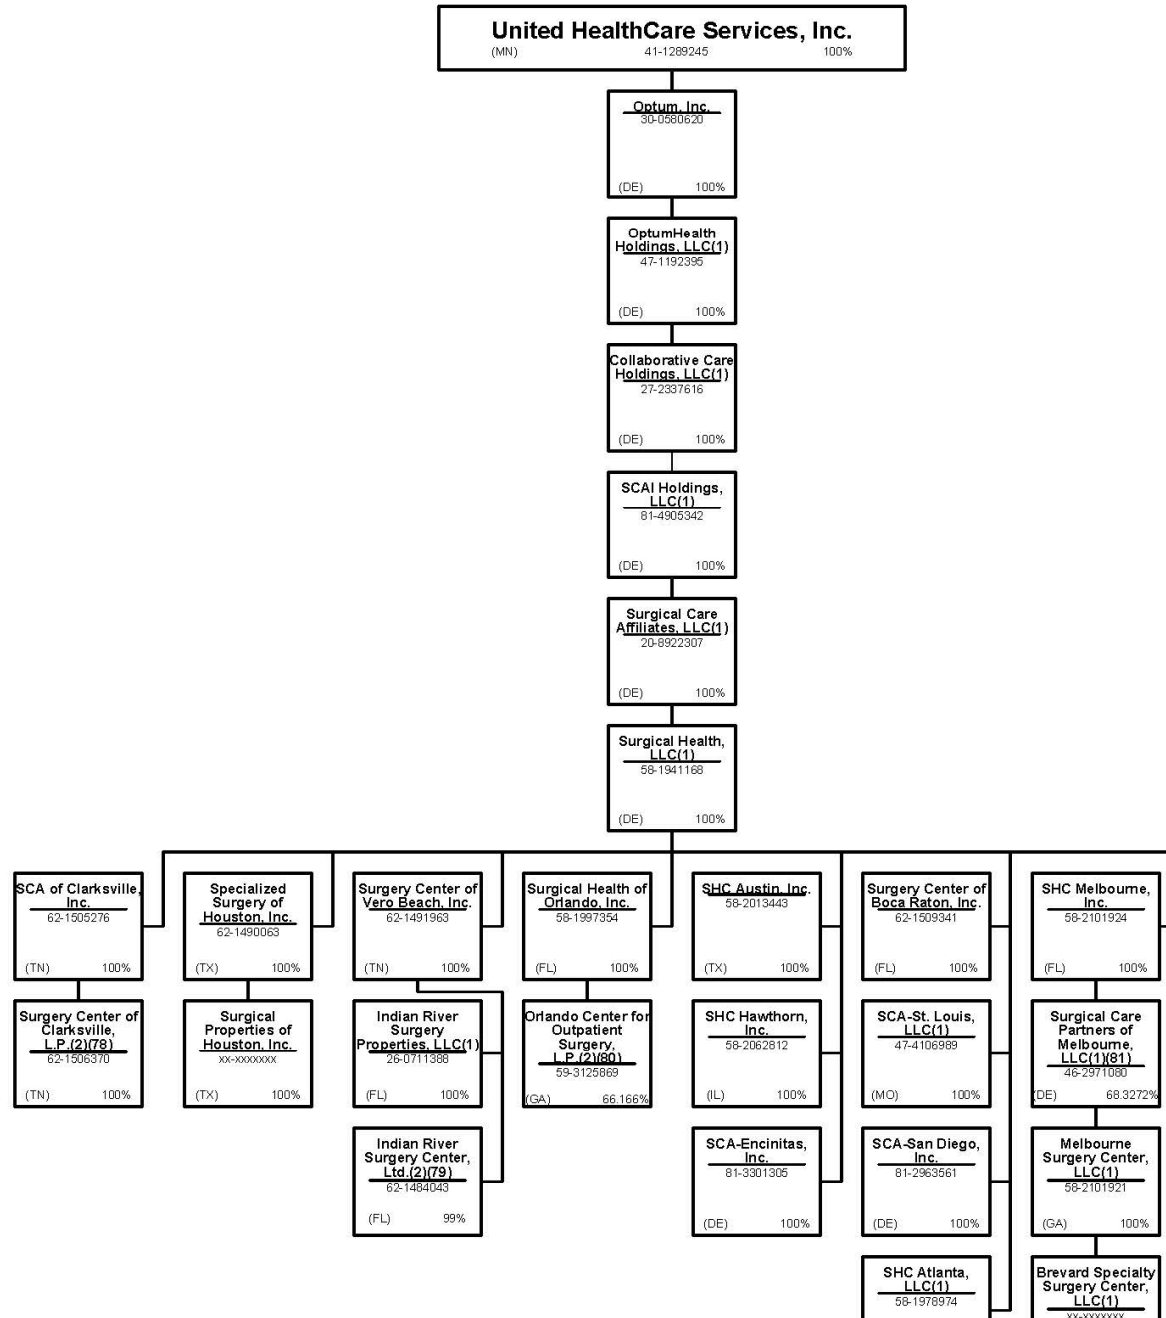 United HealthCare Services, Inc.
(MN) 41-1289245 100%
Optum, Inc.
30-0580620
(DE) 100%
OptumHealth
Holdings, LLC(1)
47-1192395
(DE) 100%
Collaborative Care
Holdings, LLC(1)
27-2337616
(DE) 100%
SCAI Holdings,
LLC(1)
81-4905342
(DE) 100%
Surgical Care
Affiliates, LLC(1)
20-8922307
(DE) 100%
Surgical Health,
LLC(1)
58-1941168
(DE) 100%
SCA of Clarksville,
Inc.
62-1505276
(TN) 100%
Specialized
Surgery of
Houston, Inc.
62-1490063
(TX) 100%
Surgery Center of
Vero Beach, Inc.
62-1491963
(TN) 100%
Surgical Health of
Orlando, Inc.
58-1997354
(FL) 100%
SHC Austin, Inc.
58-2013443
(TX) 100%
Surgery Center of
Boca Raton, Inc.
62-1509341
(FL) 100%
SHC Melbourne,
Inc.
58-2101924
(FL) 100%
Surgery Center of
Clarksville,
L.P.(2)(78)
62-1506370
(TN) 100%
Surgical
Properties of
Houston, Inc.
xx-xxxxxxx
(TX) 100%
Indian River
Surgery
Properties, LLC(1)
26-0711388
(FL) 100%
Orlando Center for
Outpatient
Surgery,
L.P.(2)(80)
59-3125869
(GA) 66.166%
SHC Hawthorn,
Inc.
58-2062812
(IL) 100%
SCA-St. Louis,
LLC(1)
47-4106989
(MO) 100%
Surgical Care
Partners of
Melbourne,
LLC(1)(81)
46-2971080
(DE) 68.3272%
Indian River
Surgery Center,
Ltd.(2)(79)
62-1484043
(FL) 99%
SCA-Encinitas,
Inc.
81-3301305
(DE) 100%
SCA-San Diego,
Inc.
81-2963561
(DE) 100%
Melbourne
Surgery Center,
LLC(1)
58-2101921
(GA) 100%
SHC Atlanta,
LLC(1)
58-1978974
Brevard Specialty
Surgery Center,
LLC(1)
xx-xxxxxxx